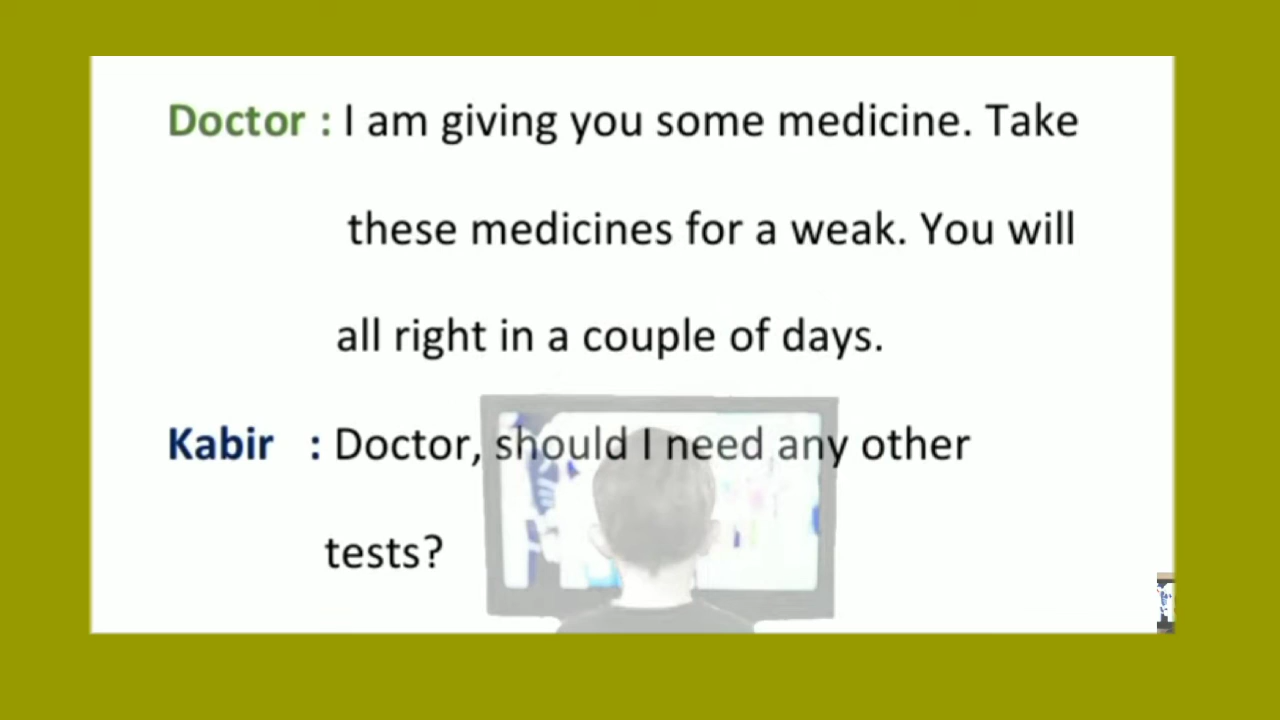 Doctor : I am giving you some medicine. Take
these medicines for a weak. You will
all right in a couple of days.
Kabir : Doctor, should I need any other
tests?